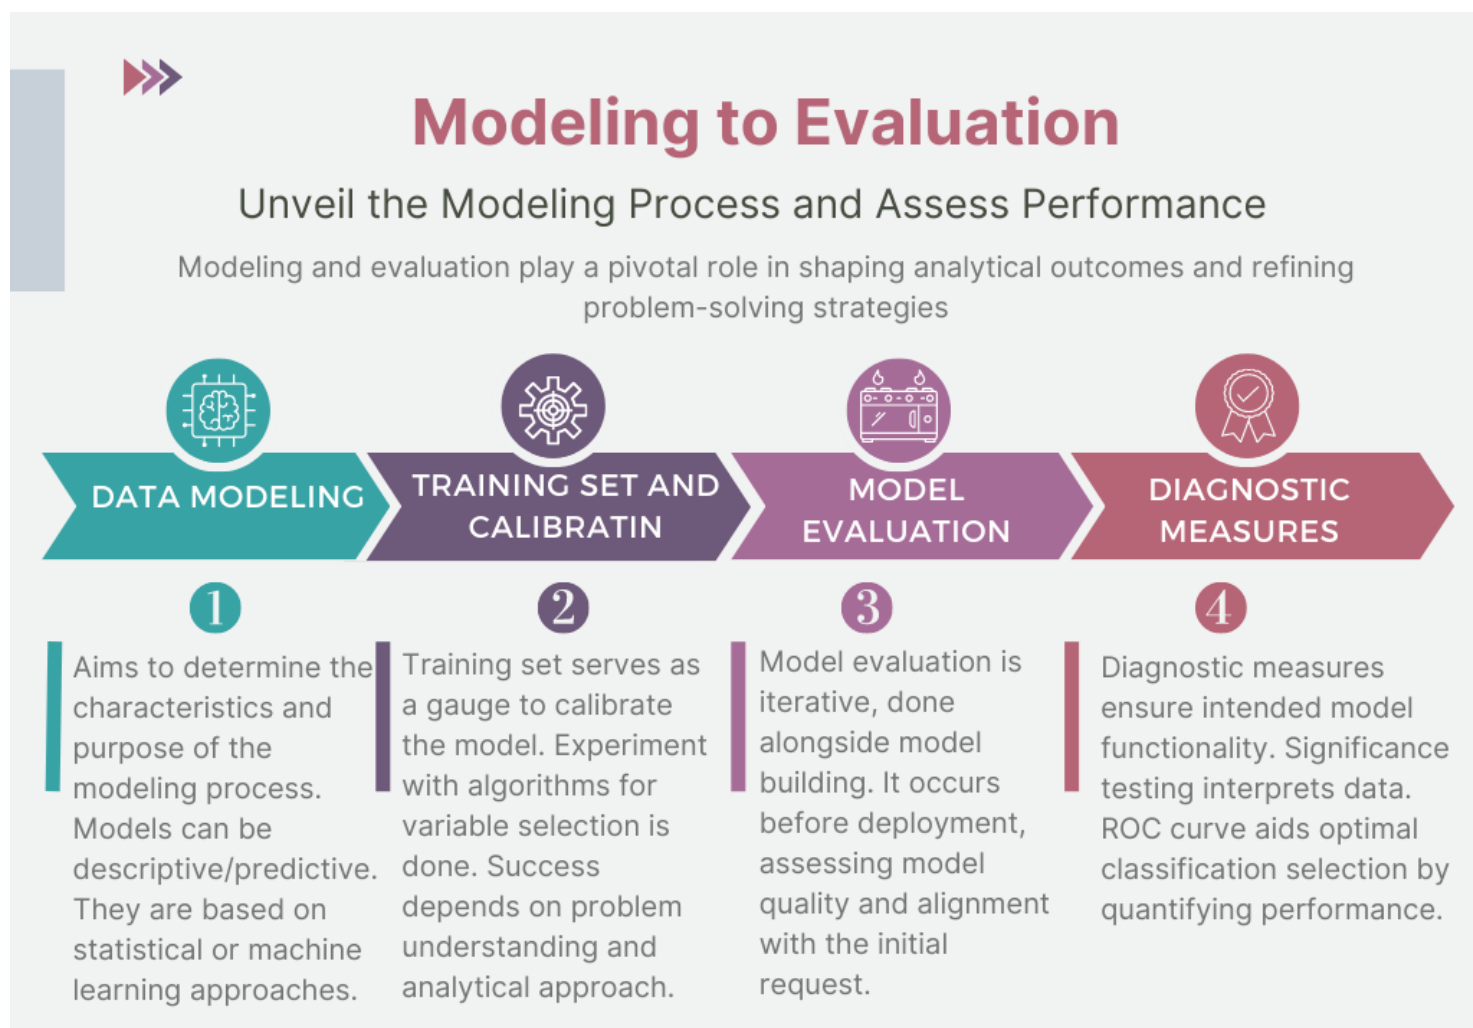 Modeling to Evaluation
Unveil the Modeling Process and Assess Performance
Modeling and evaluation play a pivotal role in shaping analytical outcomes and refining
problem-solving strategies
DATA MODELING
TRAINING SET AND
CALIBRATIN
MODEL
EVALUATION
DIAGNOSTIC
MEASURES
1
Aims to determine the
characteristics and
purpose of the
modeling process.
Models can be
descriptive/predictive.
They are based on
statistical or machine
learning approaches.
2
Training set serves as
a gauge to calibrate
the model. Experiment
with algorithms for
variable selection is
done. Success
depends on problem
understanding and
analytical approach.
3
Model evaluation is
iterative, done
alongside model
building. It occurs
before deployment,
assessing model
quality and alignment
with the initial
request.
4
Diagnostic measures
ensure intended model
functionality. Significance
testing interprets data.
ROC curve aids optimal
classification selection by
quantifying performance.